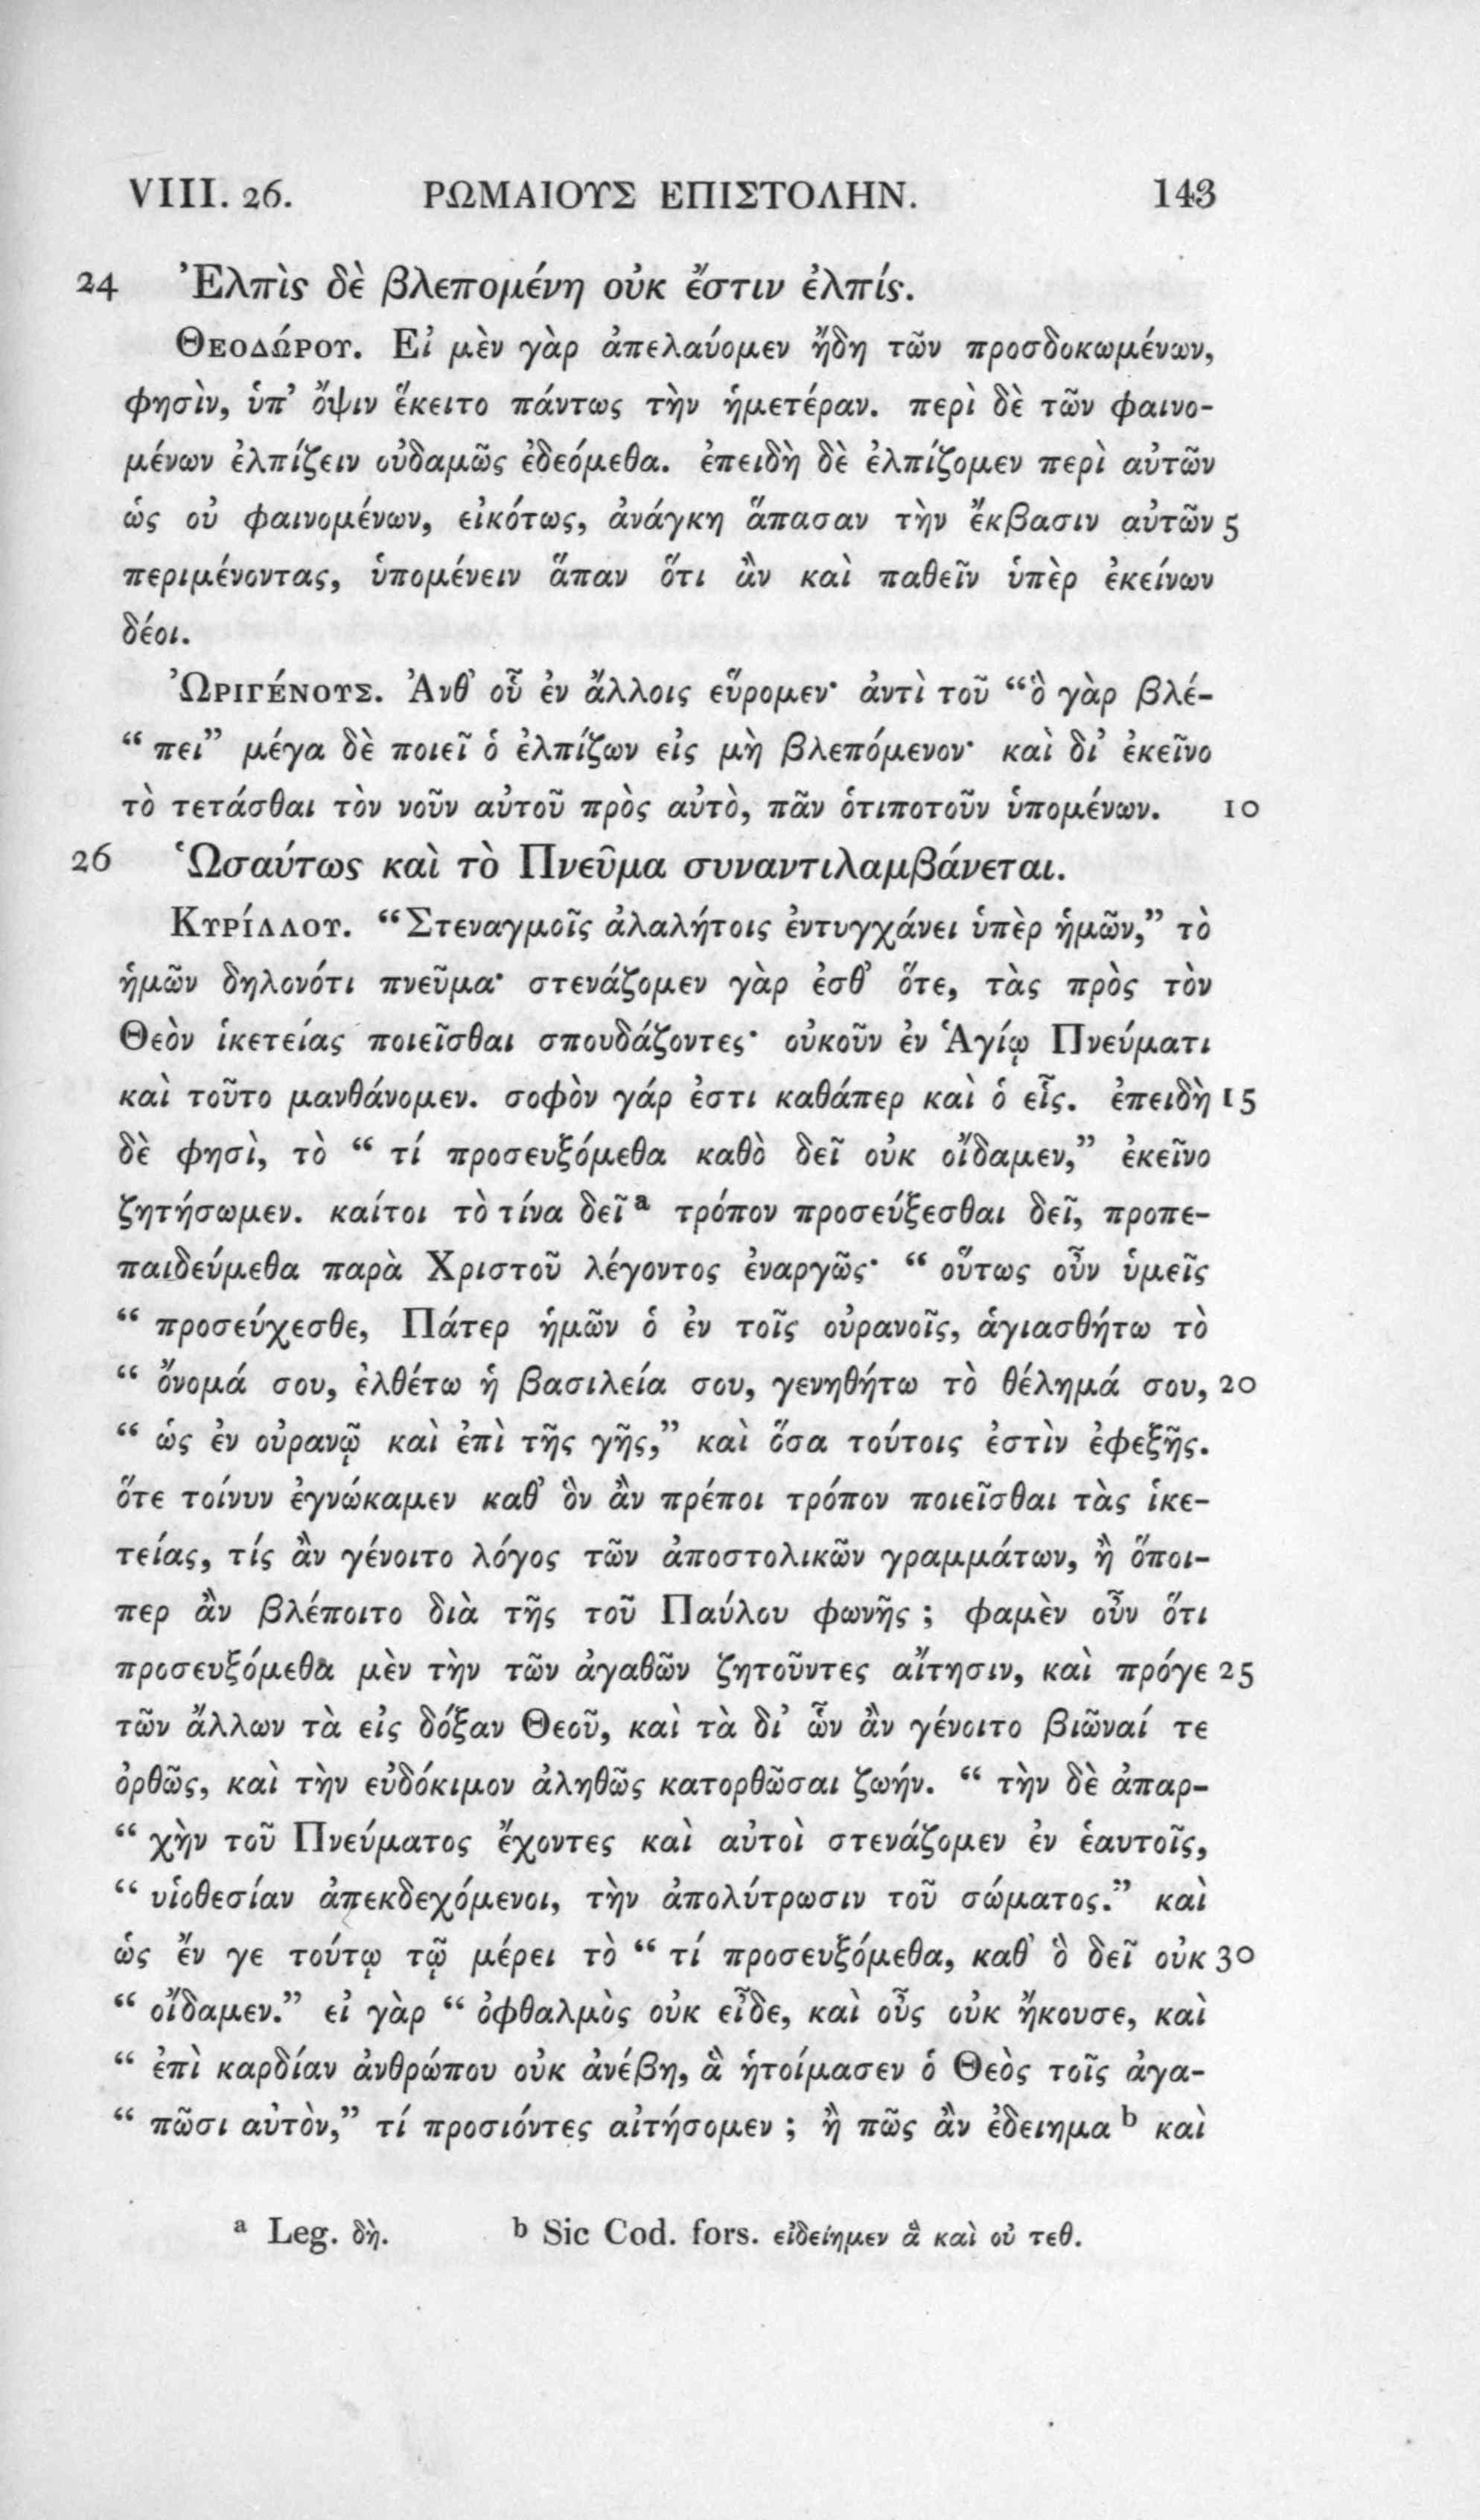 VIII. 26. ΡΩΜΑΙΟΥΣ ΕΠΙΣΤΟΛΗΝ. 143
24 Ἐλπὶς δὲ βλεπομένη οὐκ ἔστιν ἐλπίς.
Θεοδώρου. Εἰ μὲν γὰρ ἀπελαύομεν ἤδη τῶν προσδοκωμένων,
φησὶν, ὑπ’ ὄψιν ἔκειτο πάντως τὴν ἡμετέραν. περὶ δὲ τῶν φαινο-
μένων ἐλπίζειν οὐδαμῶς ἐδεόμεθα. ἐπειδὴ δὲ ἐλπίζομεν περὶ αὐτῶν
ὡς οὐ φαινομένων, εἰκότως, ἀνάγκη ἅπασαν τὴν ἔκβασιν αὐτῶν 5
περιμένοντας, ὑπομένειν ἅπαν ὅτι ἂν καὶ παθεῖν ὑπὲρ ἐκείνων
δέοι.
Ὠριγένους. Ἀνθ’ οὗ ἐν ἄλλοις εὕρομεν· ἀντὶ τοῦ “ὃ γὰρ βλέ-
“ πει” μέγα δὲ ποιεῖ ὁ ἐλπίζων εἰς μὴ βλεπόμενον· καὶ δι’ ἐκεῖνο
τὸ τετάσθαι τὸν νοῦν αὐτοῦ πρὸς αὐτὸ, πᾶν ὁτιποτοῦν ὑπομένων. 10
26 Ὡσαύτως καὶ τὸ Πνεῦμα συναντιλαμβάνεται.
Κυρίλλου. “Στεναγμοῖς ἀλαλήτοις ἐντυγχάνει ὑπὲρ ἡμῶν,” τὸ
ἡμῶν δηλονότι πνεῦμα· στενάζομεν γὰρ ἐσθ’ ὅτε, τὰς πρὸς τὸν
Θεὸν ἱκετείας ποιεῖσθαι σπουδάζοντες· οὐκοῦν ἐν Ἁγίῳ Πνεύματι
καὶ τοῦτο μανθάνομεν. σοφὸν γάρ ἐστι καθάπερ καὶ ὁ εἷς. ἐπειδὴ 15
δὲ φησὶ, τὸ “ τί προσευξόμεθα καθὸ δεῖ οὐκ οἴδαμεν,” ἐκεῖνο
ζητήσωμεν. καίτοι τὸ τίνα δεῖ a τρόπον προσεύξεσθαι δεῖ, προπε-
παιδεύμεθα παρὰ Χριστοῦ λέγοντος ἐναργῶς· “ οὕτως οὖν ὑμεῖς
“ προσεύχεσθε, Πάτερ ἡμῶν ὁ ἐν τοῖς οὐρανοῖς, ἁγιασθήτω τὸ
“ ὄνομά σου, ἐλθέτω ἡ βασιλεία σου, γενηθήτω τὸ θέλημά σου, 20
“ ὡς ἐν οὐρανῷ καὶ ἐπὶ τῆς γῆς,” καὶ ὅσα τούτοις ἐστὶν ἐφεξῆς.
ὅτε τοίνυν ἐγνώκαμεν καθ’ ὃν ἂν πρέποι τρόπον ποιεῖσθαι τὰς ἱκε-
τείας, τίς ἂν γένοιτο λόγος τῶν ἀποστολικῶν γραμμάτων, ἢ ὅποι-
περ ἂν βλέποιτο διὰ τῆς τοῦ Παύλου φωνῆς ; φαμὲν οὖν ὅτι
προσευξόμεθα μὲν τὴν τῶν ἀγαθῶν ζητοῦντες αἴτησιν, καὶ πρόγε 25
τῶν ἄλλων τὰ εἰς δόξαν Θεοῦ, καὶ τὰ δι’ ὧν ἂν γένοιτο βιῶναί τε
ὀρθῶς, καὶ τὴν εὐδόκιμον ἀληθῶς κατορθῶσαι ζωήν. “ τὴν δὲ ἀπαρ-
“ χὴν τοῦ Πνεύματος ἔχοντες καὶ αὐτοὶ στενάζομεν ἐν ἑαυτοῖς,
“ υἱοθεσίαν ἀπεκδεχόμενοι, τὴν ἀπολύτρωσιν τοῦ σώματος.” καὶ
ὡς ἔν γε τούτῳ τῷ μέρει τὸ “ τί προσευξόμεθα, καθ’ ὃ δεῖ οὐκ 30
“ οἴδαμεν.” εἰ γὰρ “ ὀφθαλμὸς οὐκ εἶδε, καὶ οὖς οὐκ ἤκουσε, καὶ
“ ἐπὶ καρδίαν ἀνθρώπου οὐκ ἀνέβη, ἃ ἡτοίμασεν ὁ Θεὸς τοῖς ἀγα-
“ πῶσι αὐτὸν,” τί προσιόντες αἰτήσομεν ; ἢ πῶς ἂν ἐδειημα b καὶ
a Leg. δὴ. b Sic Cod. fors. εἰδείημεν ἃ καὶ οὐ τεθ.